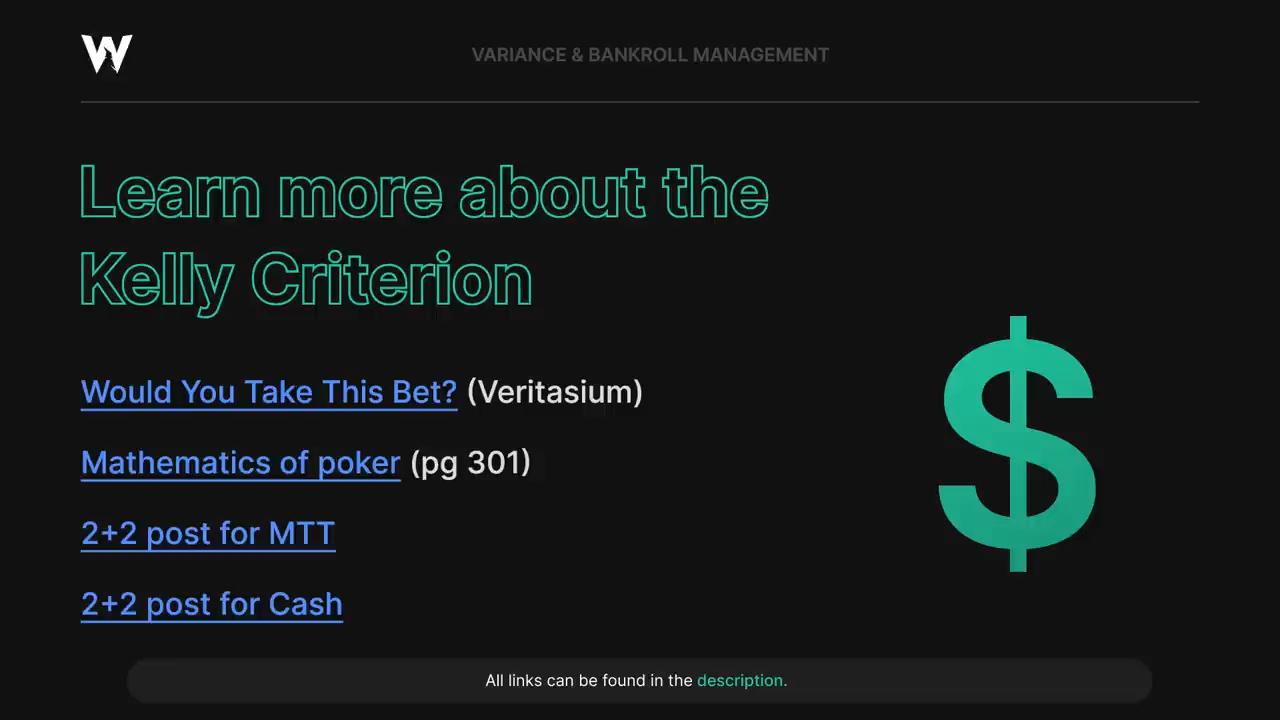 W
VARIANCE & BANKROLL MANAGEMENT
Learn more about the
Kelly Criterion
Would You Take This Bet? (Veritasium)
Mathematics of poker (pg 301)
2+2 post for MTT
2+2 post for Cash
$
All links can be found in the description.